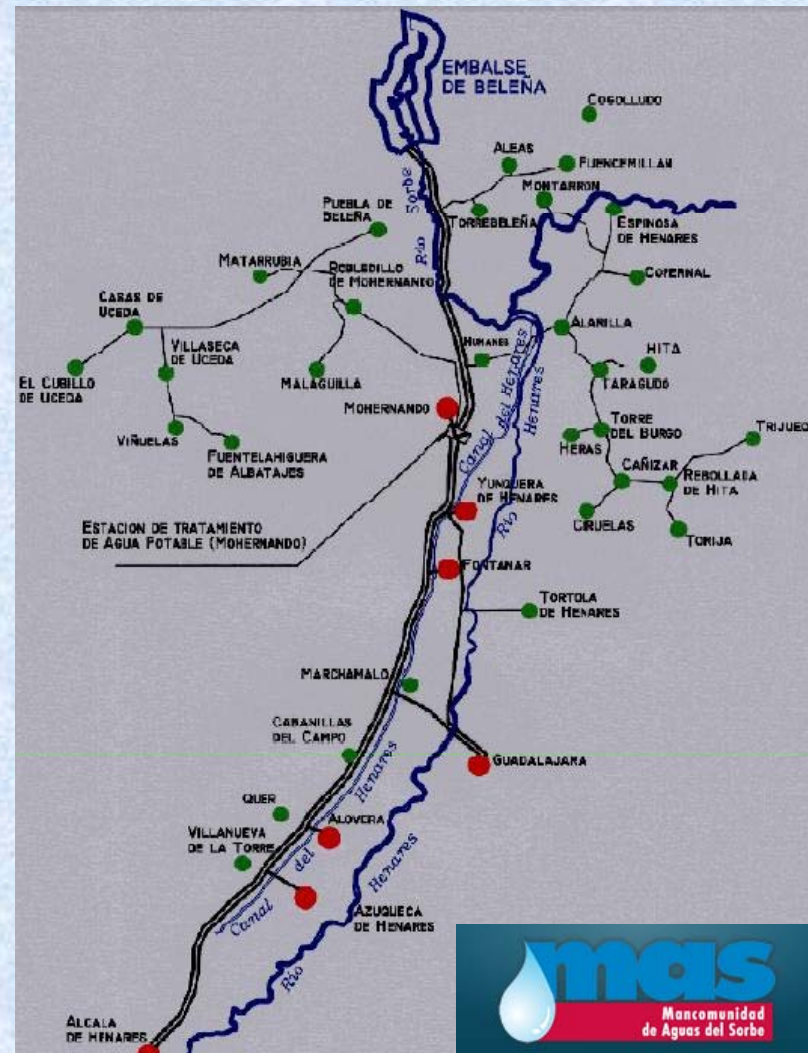 EMBALSE
DE BELEÑA
COGOLLUDO
ALEAS
FUENCEMILLAN
MONTARRON
TORREBELEÑA
ESPINOSA
DE HENARES
Río Sorbe
PUEBLA DE
BELEÑA
MATARRUBIA
ROBLEDILLO
DE MOHERNANDO
COPERNAL
CASAS DE
UCEDA
VILLASECA
DE UCEDA
HUMANES
ALARILLA
HITA
EL CUBILLO
DE UCEDA
MALAGUILLA
TARAGUDO
MOHERNANDO
Canal del Henares
Río Henares
VIÑUELAS
FUENTELAHIGUERA
DE ALBATAJES
HERAS
TORRE
DEL BURGO
TRIJUEQ
CAÑIZAR
REBOLLADA
DE HITA
YUNQUERA
DE HENARES
CIRUELAS
TORIJA
ESTACION DE TRATAMIENTO
DE AGUA POTABLE (MOHERNANDO)
FONTANAR
TORTOLA
DE HENARES
MARCHAMALO
CABANILLAS
DEL CAMPO
GUADALAJARA
QUER
ALOVERA
VILLANUEVA
DE LA TORRE
Canal del Henares
AZUQUECA
DE HENARES
Río Henares
ALCALA
DE HENARES
mas
Mancomunidad
de Aguas del Sorbe